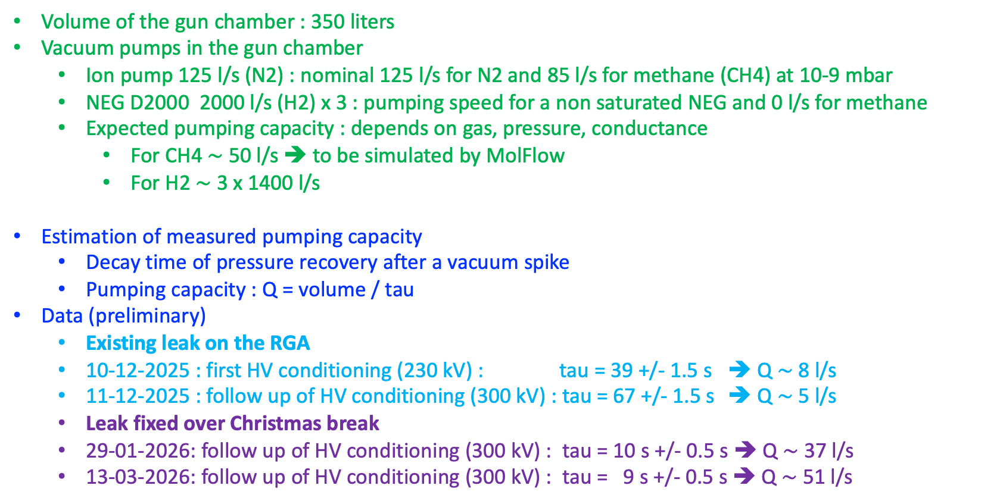 • Volume of the gun chamber : 350 liters
• Vacuum pumps in the gun chamber
• Ion pump 125 l/s (N2) : nominal 125 l/s for N2 and 85 l/s for methane (CH4) at 10-9 mbar
• NEG D2000 2000 l/s (H2) x 3 : pumping speed for a non saturated NEG and 0 l/s for methane
• Expected pumping capacity : depends on gas, pressure, conductance
• For CH4 ~ 50 l/s ➔ to be simulated by MolFlow
• For H2 ~ 3 x 1400 l/s
• Estimation of measured pumping capacity
• Decay time of pressure recovery after a vacuum spike
• Pumping capacity : Q = volume / tau
• Data (preliminary)
• Existing leak on the RGA
• 10-12-2025 : first HV conditioning (230 kV) : tau = 39 +/- 1.5 s ➔ Q ~ 8 l/s
• 11-12-2025 : follow up of HV conditioning (300 kV) : tau = 67 +/- 1.5 s ➔ Q ~ 5 l/s
• Leak fixed over Christmas break
• 29-01-2026: follow up of HV conditioning (300 kV) : tau = 10 s +/- 0.5 s ➔ Q ~ 37 l/s
• 13-03-2026: follow up of HV conditioning (300 kV) : tau = 9 s +/- 0.5 s ➔ Q ~ 51 l/s